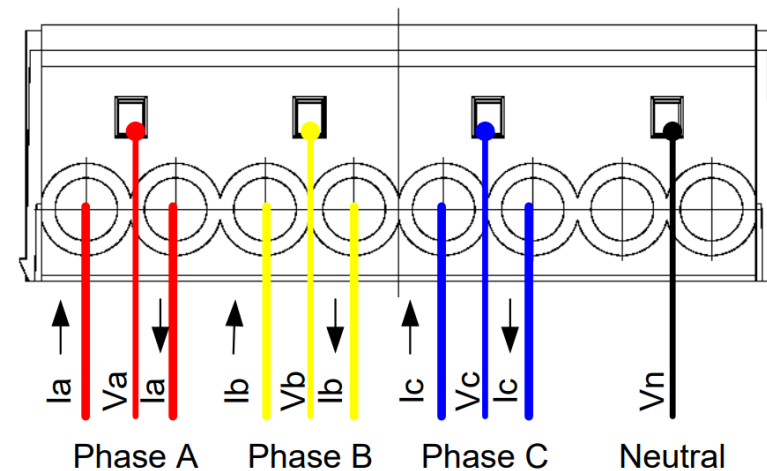 Ia
Va
Ia
Ib
Vb
Ib
Ic
Vc
Ic
Vn
Phase A
Phase B
Phase C
Neutral